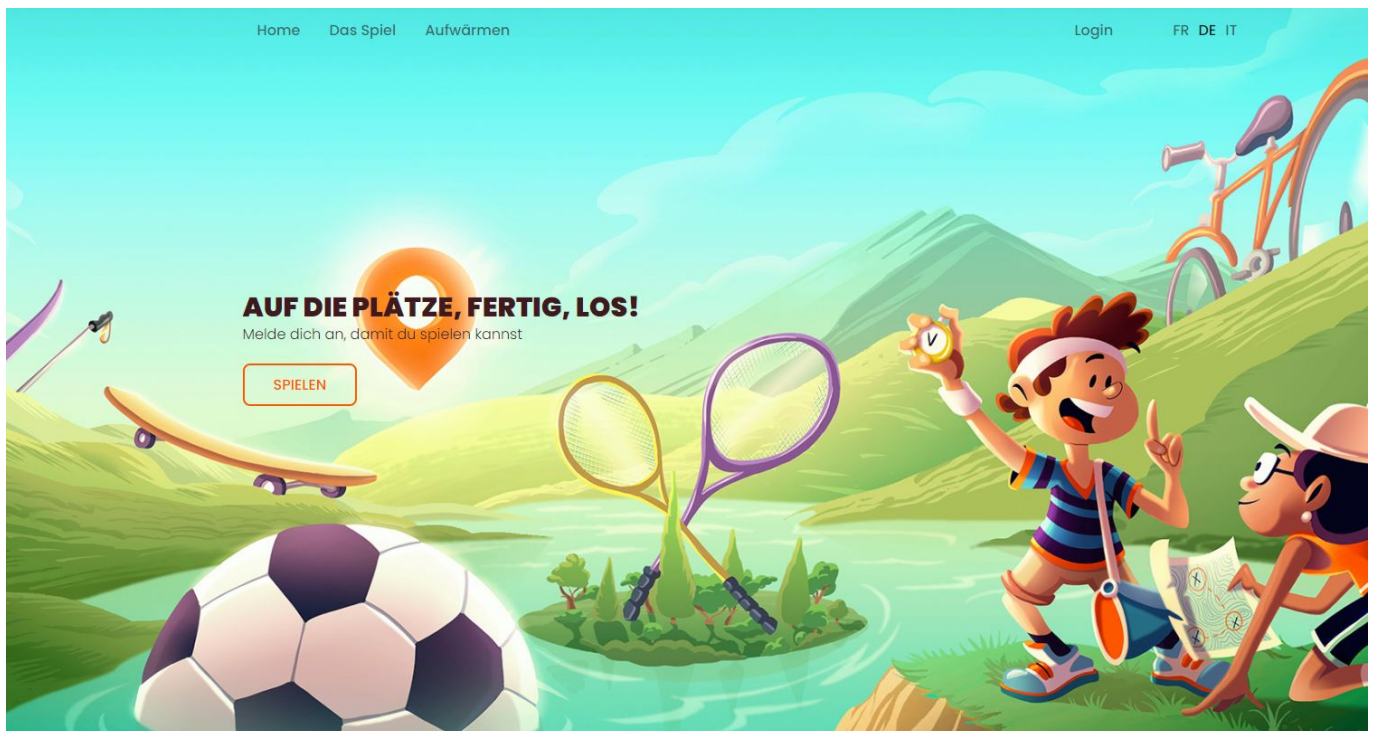 Home Das Spiel Aufwärmen Login FR DE IT
AUF DIE PLÄTZE, FERTIG, LOS!
Melde dich an, damit du spielen kannst
SPIELEN